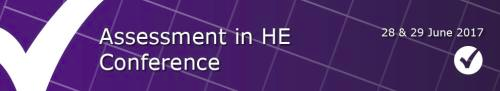 Assessment in HE
Conference
28 & 29 June 2017